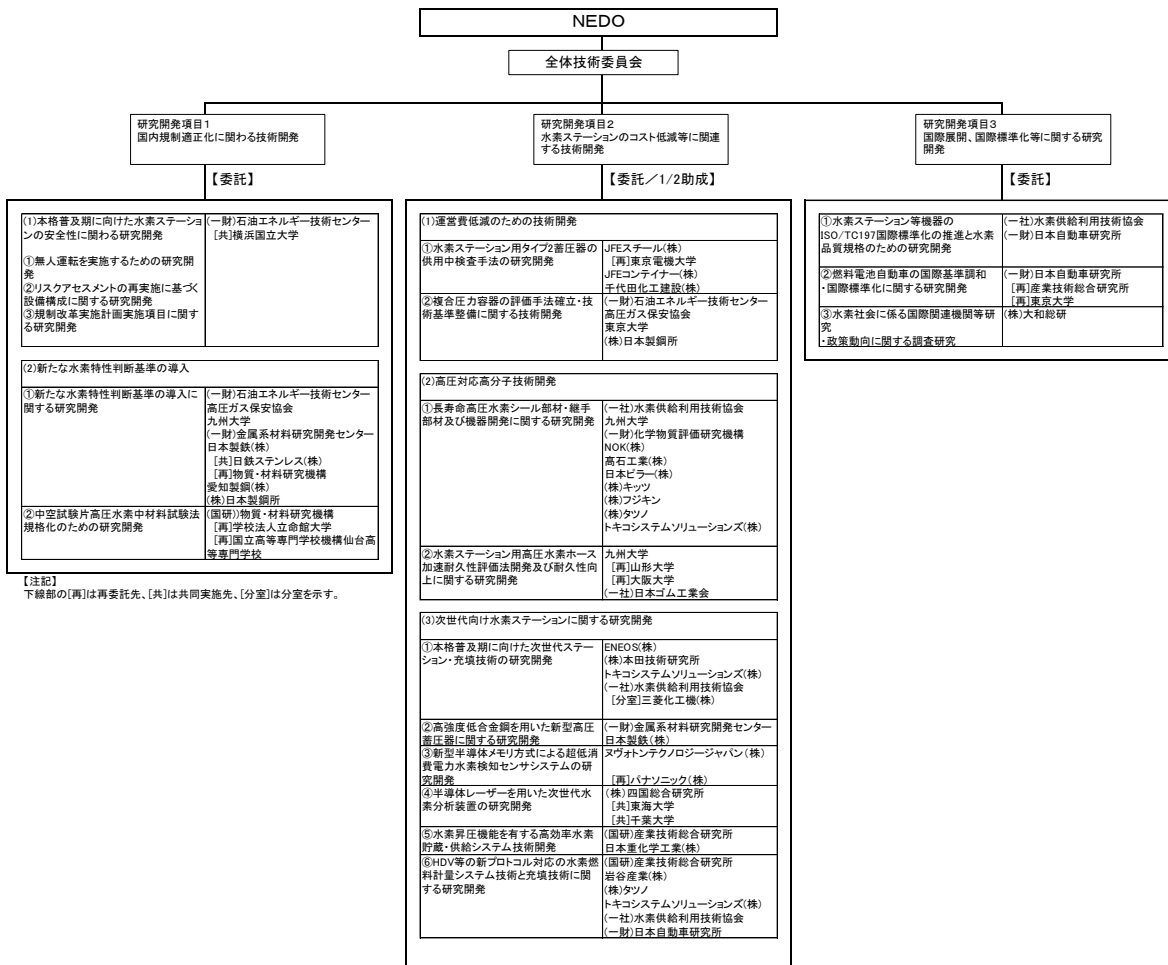 NEDO
全体技術委員会
研究開発項目1
国内規制適正化に関わる技術開発
【委託】
(1)本格普及期に向けた水素ステーショ
ンの安全性に関わる研究開発
①無人運転を実施するための研究開
発
②リスクアセスメントの再実施に基づく
設備構成に関する研究開発
③規制改革実施計画実施項目に関す
る研究開発
(一財)石油エネルギー技術センター
[共]横浜国立大学
(2)新たな水素特性判断基準の導入
①新たな水素特性判断基準の導入に
関する研究開発
(一財)石油エネルギー技術センター
高圧ガス保安協会
九州大学
(一財)金属系材料研究開発センター
日本製鉄(株)
[共]日鉄ステンレス(株)
[再]物質・材料研究機構
愛知製鋼(株)
(株)日本製鋼所
②中空試験片高圧水素中材料試験法
規格化のための研究開発
(国研))物質・材料研究機構
[再]学校法人立命館大学
[再]国立高等専門学校機構仙台高
等専門学校
【注記】
下線部の[再]は再委託先、[共]は共同実施先、[分室]は分室を示す。
研究開発項目2
水素ステーションのコスト低減等に関連
する技術開発
【委託/1/2助成】
(1)運営費低減のための技術開発
①水素ステーション用タイプ2蓄圧器の
供用中検査手法の研究開発
JFEスチール(株)
[再]東京電機大学
JFEコンテイナー(株)
千代田化工建設(株)
②複合圧力容器の評価手法確立・技
術基準整備に関する技術開発
(一財)石油エネルギー技術センター
高圧ガス保安協会
東京大学
(株)日本製鋼所
(2)高圧対応高分子技術開発
①長寿命高圧水素シール部材・継手
部材及び機器開発に関する研究開発
(一社)水素供給利用技術協会
九州大学
(一財)化学物質評価研究機構
NOK(株)
髙石工業(株)
日本ピラー(株)
(株)キッツ
(株)フジキン
(株)タツノ
トキコシステムソリューションズ(株)
②水素ステーション用高圧水素ホース
加速耐久性評価法開発及び耐久性向
上に関する研究開発
九州大学
[再]山形大学
[再]大阪大学
(一社)日本ゴム工業会
(3)次世代向け水素ステーションに関する研究開発
①本格普及期に向けた次世代ステー
ション・充填技術の研究開発
ENEOS(株)
(株)本田技術研究所
トキコシステムソリューションズ(株)
(一社)水素供給利用技術協会
[分室]三菱化工機(株)
②高強度低合金鋼を用いた新型高圧
蓄圧器に関する研究開発
(一財)金属系材料研究開発センター
日本製鉄(株)
③新型半導体メモリ方式による超低消
費電力水素検知センサシステムの研
究開発
ヌヴォトンテクノロジージャパン(株)
[再]パナソニック(株)
④半導体レーザーを用いた次世代水
素分析装置の研究開発
(株)四国総合研究所
[共]東海大学
[共]千葉大学
⑤水素昇圧機能を有する高効率水素
貯蔵・供給システム技術開発
(国研)産業技術総合研究所
日本重化学工業(株)
⑥HDV等の新プロトコル対応の水素燃
料計量システム技術と充填技術に関
する研究開発
(国研)産業技術総合研究所
岩谷産業(株)
(株)タツノ
トキコシステムソリューションズ(株)
(一社)水素供給利用技術協会
(一財)日本自動車研究所
研究開発項目3
国際展開、国際標準化等に関する研究
開発
【委託】
①水素ステーション等機器の
ISO/TC197国際標準化の推進と水素
品質規格のための研究開発
(一社)水素供給利用技術協会
(一財)日本自動車研究所
②燃料電池自動車の国際基準調和
・国際標準化に関する研究開発
(一財)日本自動車研究所
[再]産業技術総合研究所
[再]東京大学
③水素社会に係る国際関連機関等研
究
・政策動向に関する調査研究
(株)大和総研